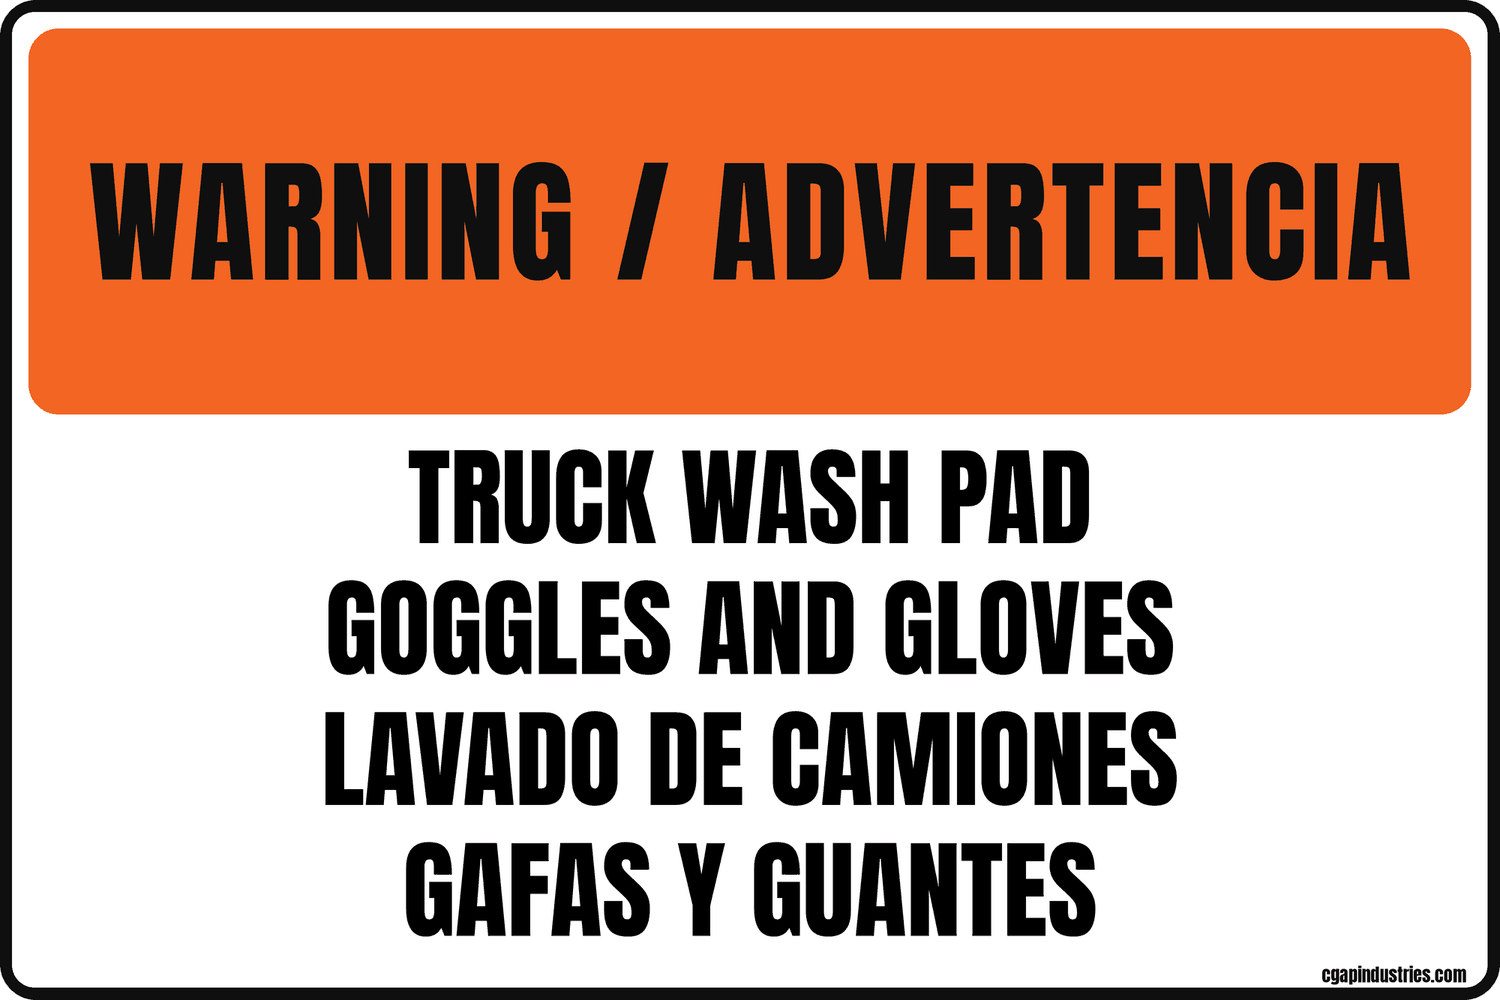 WARNING / ADVERTENCIA
TRUCK WASH PAD
GOGGLES AND GLOVES
LAVADO DE CAMIONES
GAFAS Y GUANTES
cgapindustries.com